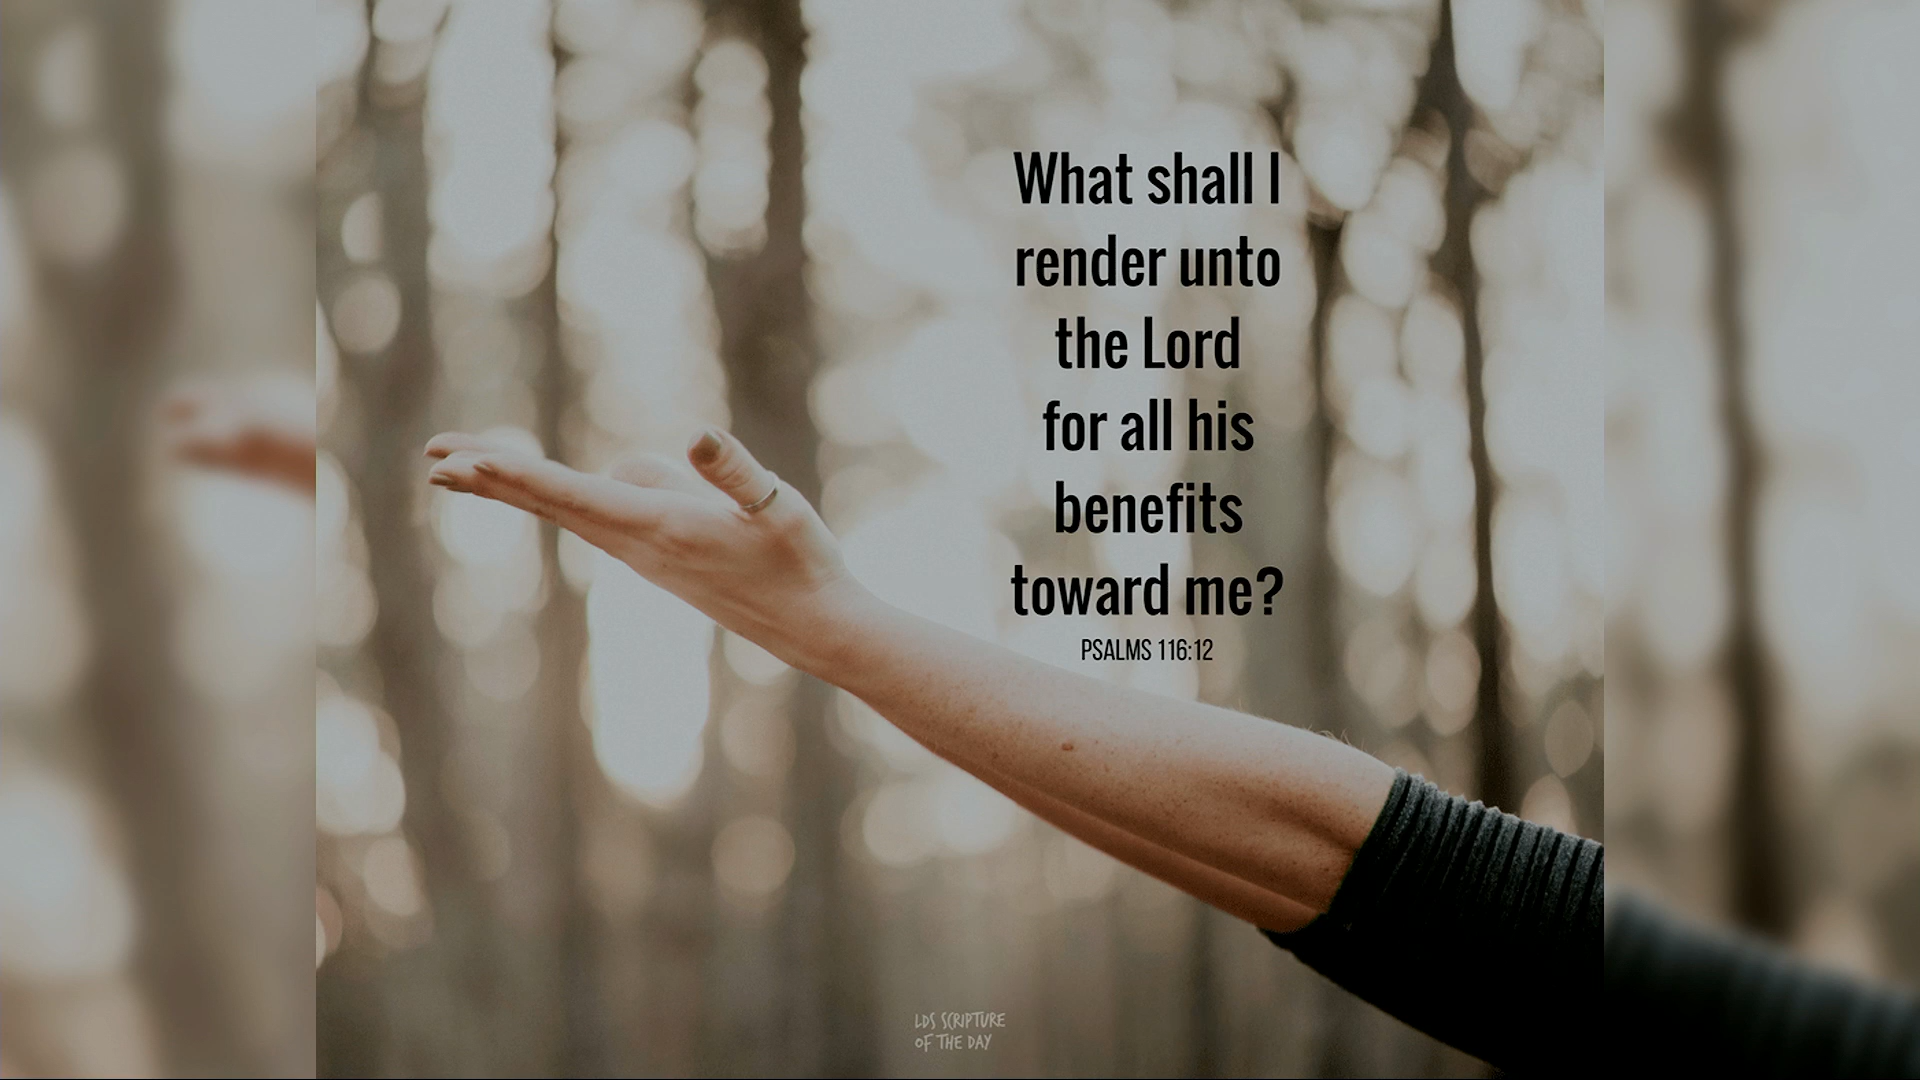 What shall I
render unto
the Lord
for all his
benefits
toward me?
PSALMS 116:12
LDS SCRIPTURE
OF THE DAY